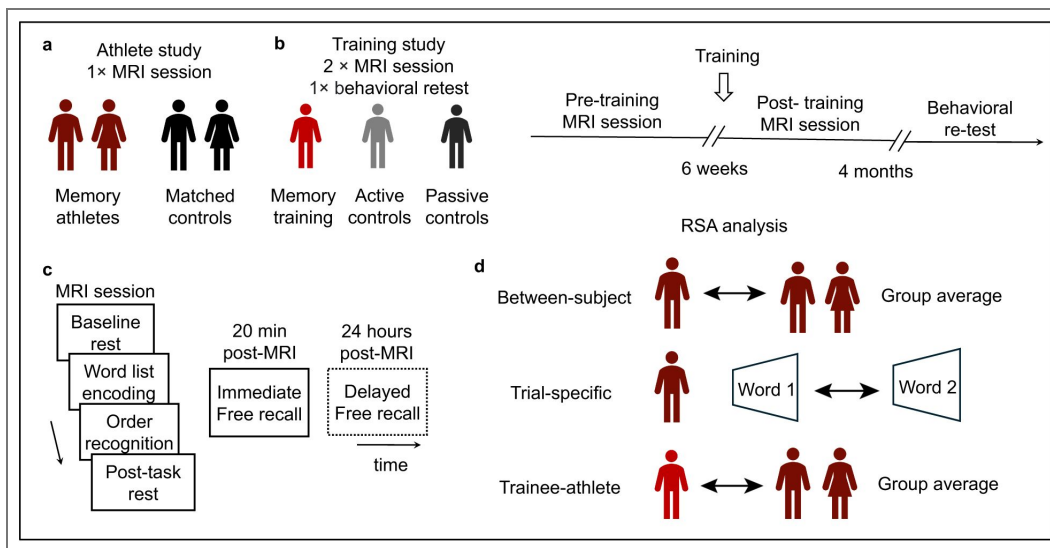 a
Athlete study
1× MRI session
Memory
athletes
Matched
controls
b
Training study
2 × MRI session
1× behavioral retest
Memory
training
Active
controls
Passive
controls
Training
Pre-training
MRI session
Post- training
MRI session
Behavioral
re-test
6 weeks
4 months
c
MRI session
Baseline
rest
Word list
encoding
Order
recognition
Post-task
rest
20 min
post-MRI
Immediate
Free recall
24 hours
post-MRI
Delayed
Free recall
time
RSA analysis
d
Between-subject
Group average
Trial-specific
Word 1
Word 2
Trainee-athlete
Group average